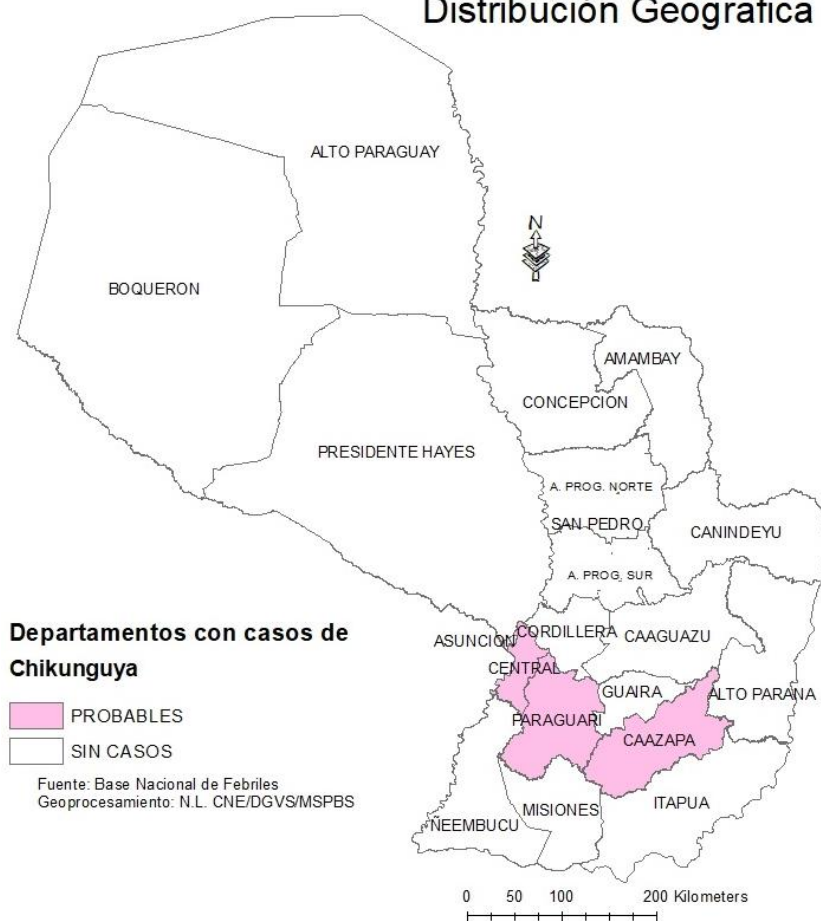 Distribución Geográfica
ALTO PARAGUAY
N
BOQUERON
AMAMBAY
CONCEPCION
PRESIDENTE HAYES
A. PROG. NORTE
SAN PEDRO
CANINDEYU
A. PROG. SUR
Departamentos con casos de
Chikunguya
ASUNCION
CORDILLERA
CAAGUAZU
CENTRAL
GUAIRA
ALTO PARANA
PROBABLES
PARAGUARI
CAAZAPA
SIN CASOS
Fuente: Base Nacional de Febriles
Geoprocesamiento: N.L. CNE/DGVS/MSPBS
MISIONES
ITAPUA
ÑEEMBUCU
0 50 100 200 Kilometers